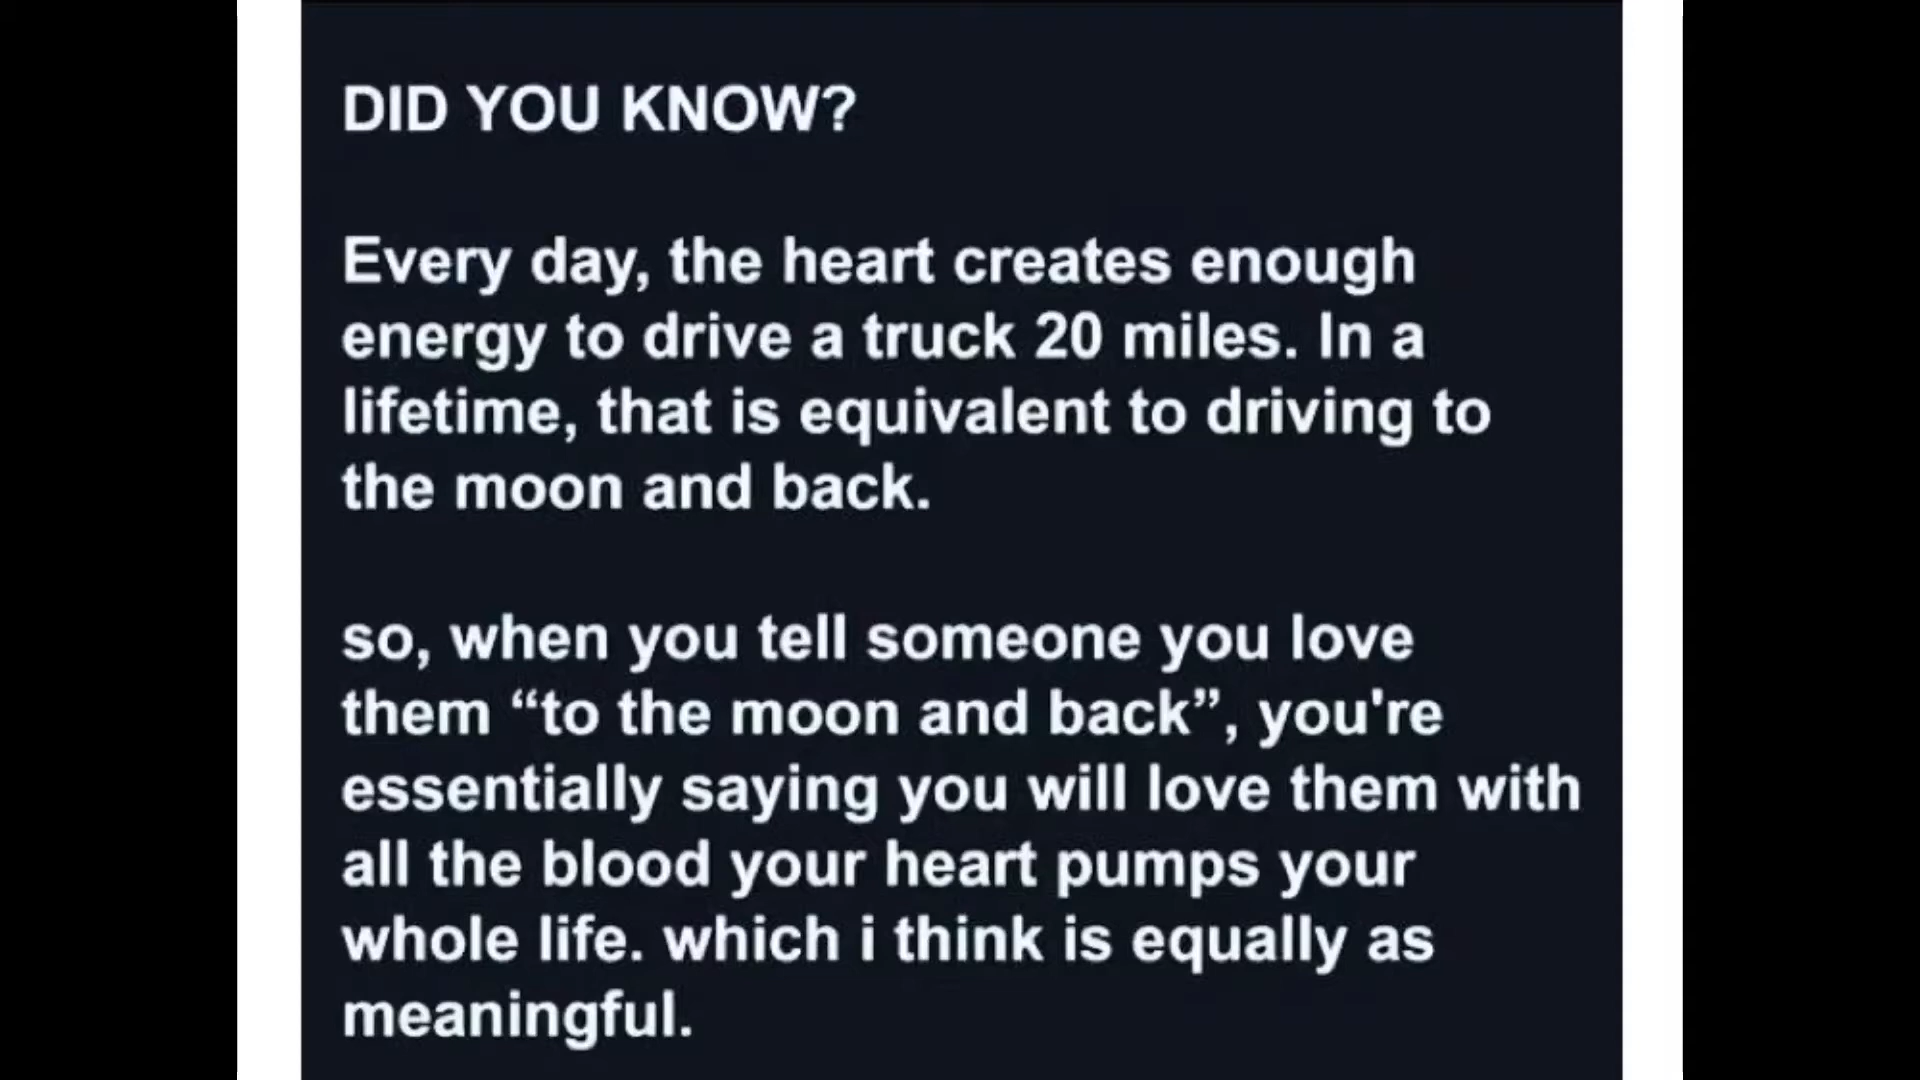 DID YOU KNOW?
Every day, the heart creates enough
energy to drive a truck 20 miles. In a
lifetime, that is equivalent to driving to
the moon and back.
so, when you tell someone you love
them “to the moon and back”, you're
essentially saying you will love them with
all the blood your heart pumps your
whole life. which i think is equally as
meaningful.